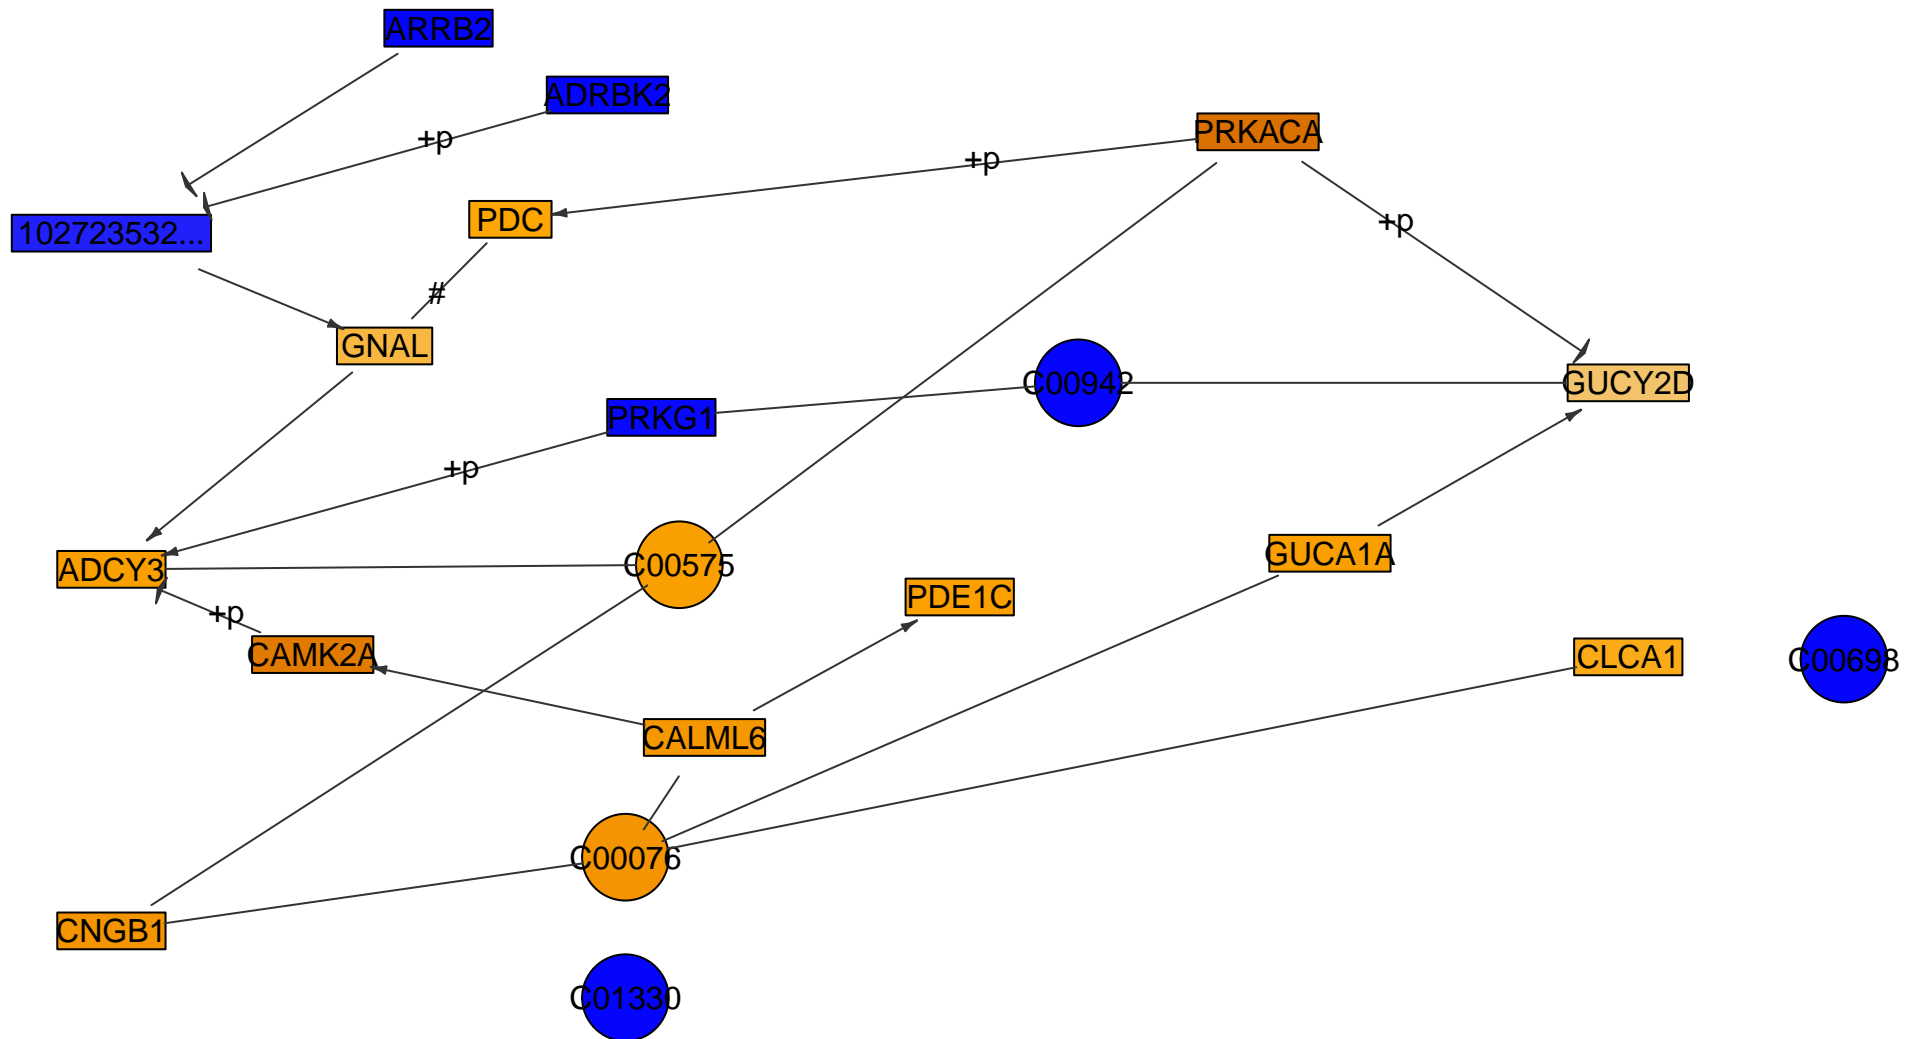 ARRB2
ADRBK2
PRKACA
+p
+p
PDC
+p
102723532...
#
GNAL
C00942
GUCY2D
PRKG1
+p
ADCY3
C00575
GUCA1A
PDE1C
+p
CAMK2A
CLCA1
C00698
CALML6
C00076
CNGB1
C01330